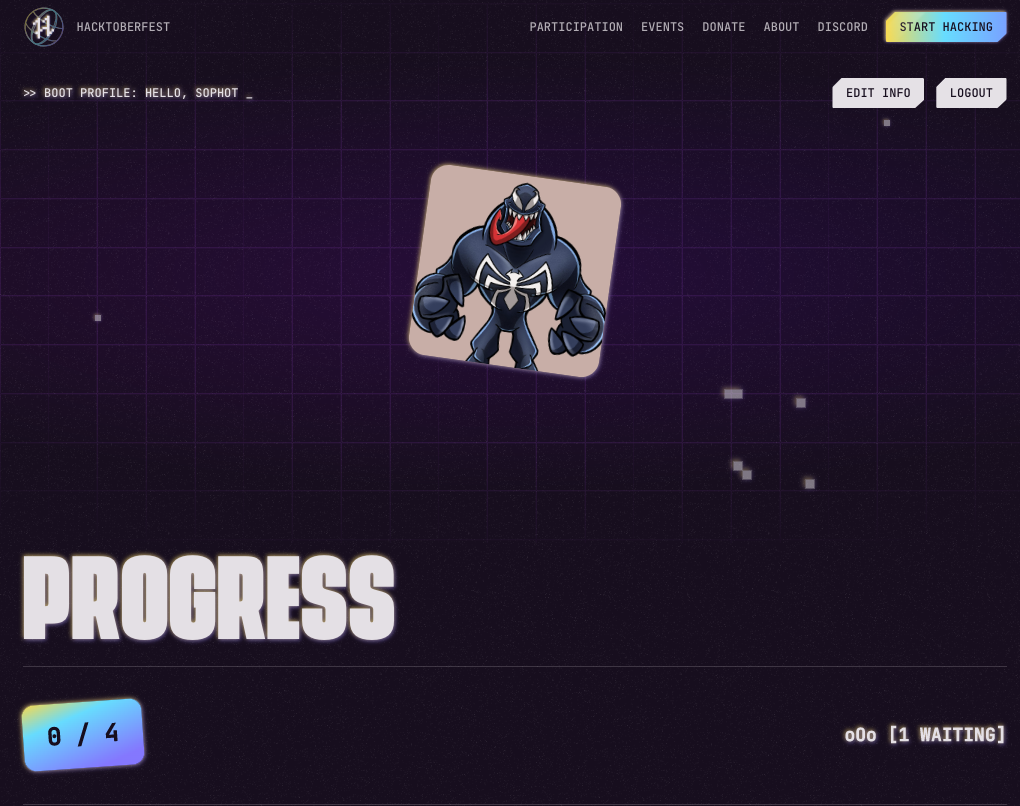 HACKTOBERFEST
PARTICIPATION EVENTS DONATE ABOUT DISCORD START HACKING
>> BOOT PROFILE: HELLO, SOPHOT _
EDIT INFO LOGOUT
PROGRESS
0 / 4
oOo [1 WAITING]